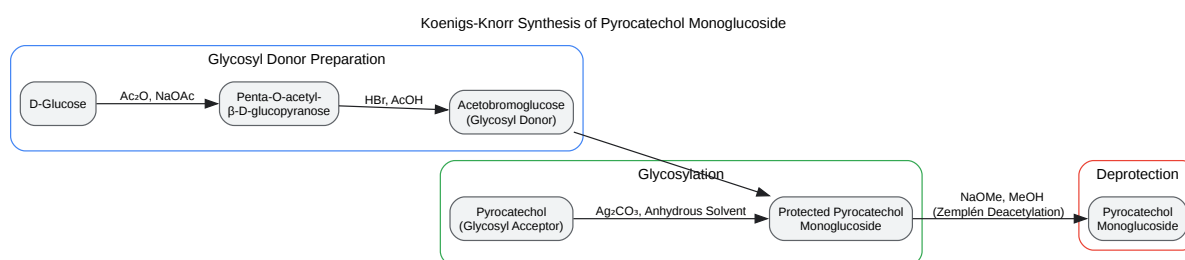 Koenigs-Knorr Synthesis of Pyrocatechol Monoglucoside
Glycosyl Donor Preparation
D-Glucose
Ac₂O, NaOAc
Penta-O-acetyl-
β-D-glucopyranose
HBr, AcOH
Acetobromoglucose
(Glycosyl Donor)
Glycosylation
Pyrocatechol
(Glycosyl Acceptor)
Ag₂CO₃, Anhydrous Solvent
Protected Pyrocatechol
Monoglucoside
NaOMe, MeOH
(Zemplén Deacetylation)
Deprotection
Pyrocatechol
Monoglucoside